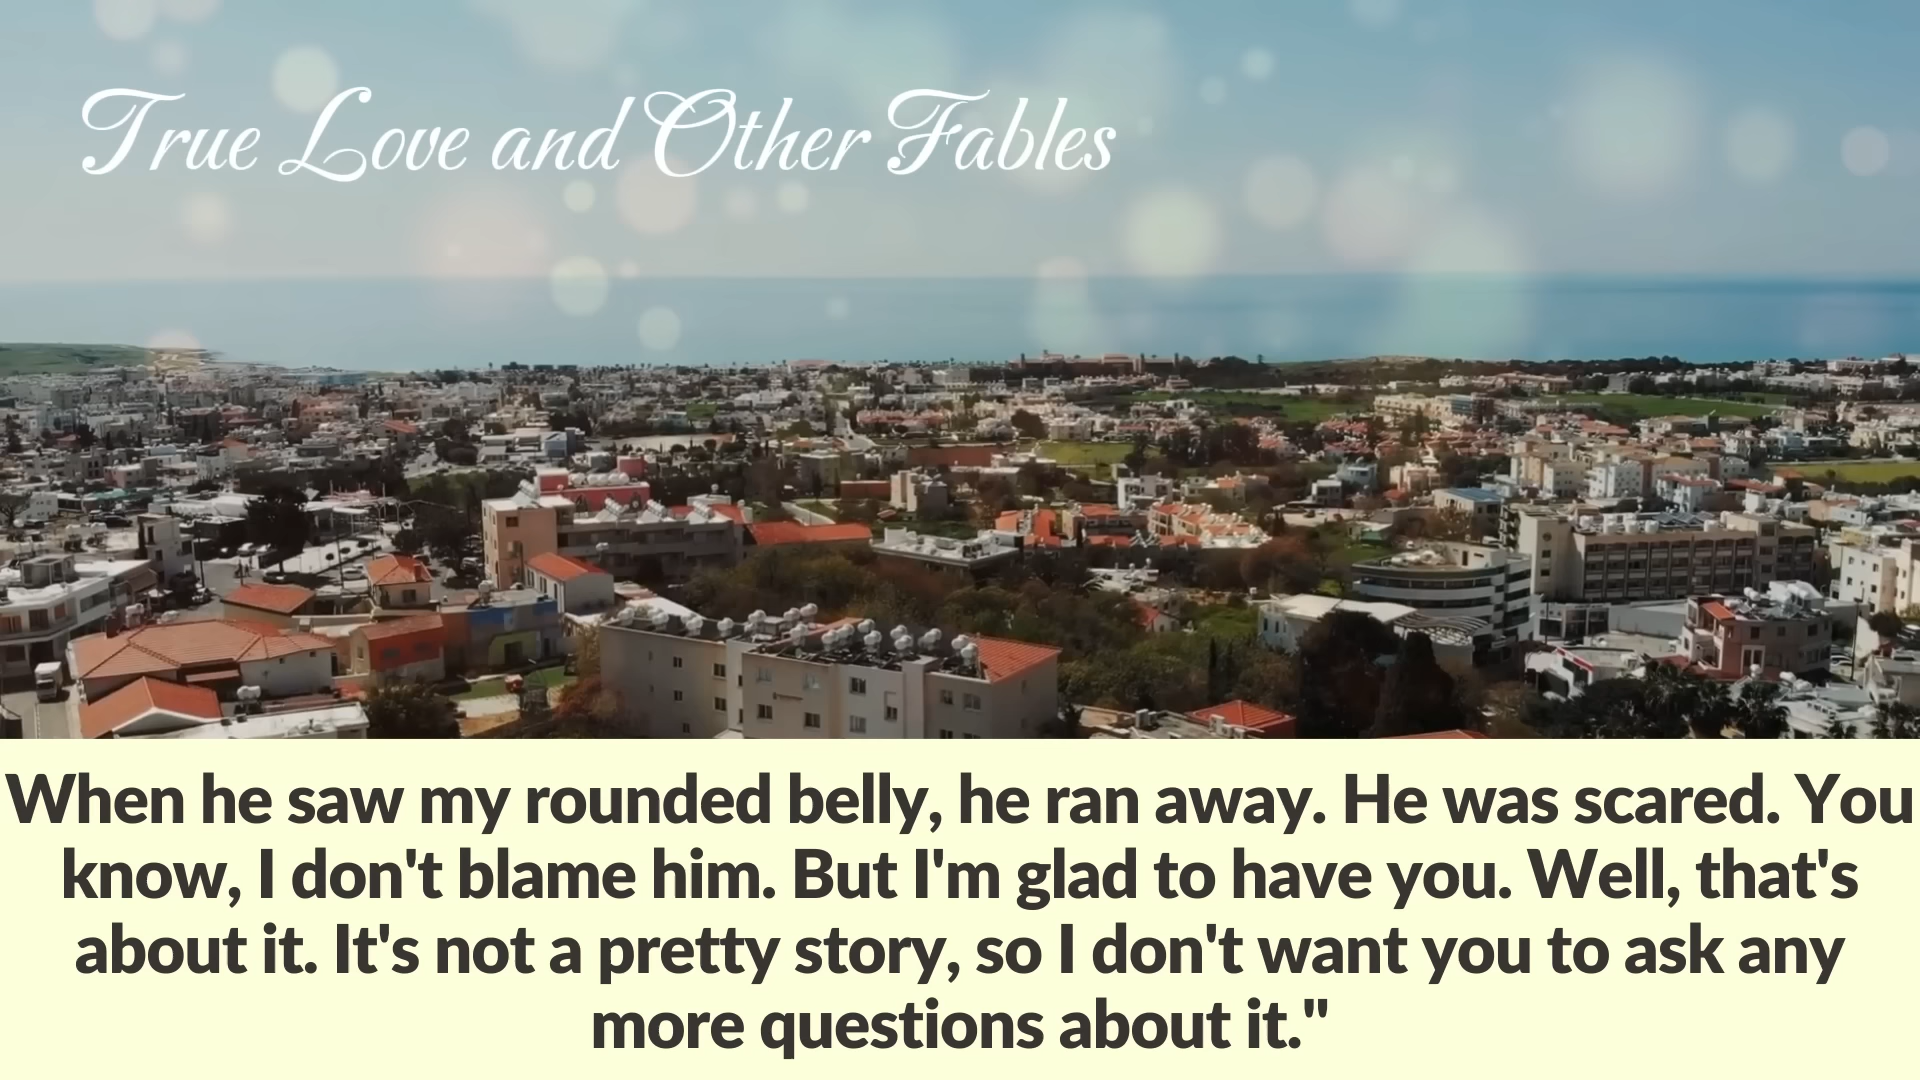 True Love and Other Fables
When he saw my rounded belly, he ran away. He was scared. You
know, I don't blame him. But I'm glad to have you. Well, that's
about it. It's not a pretty story, so I don't want you to ask any
more questions about it."